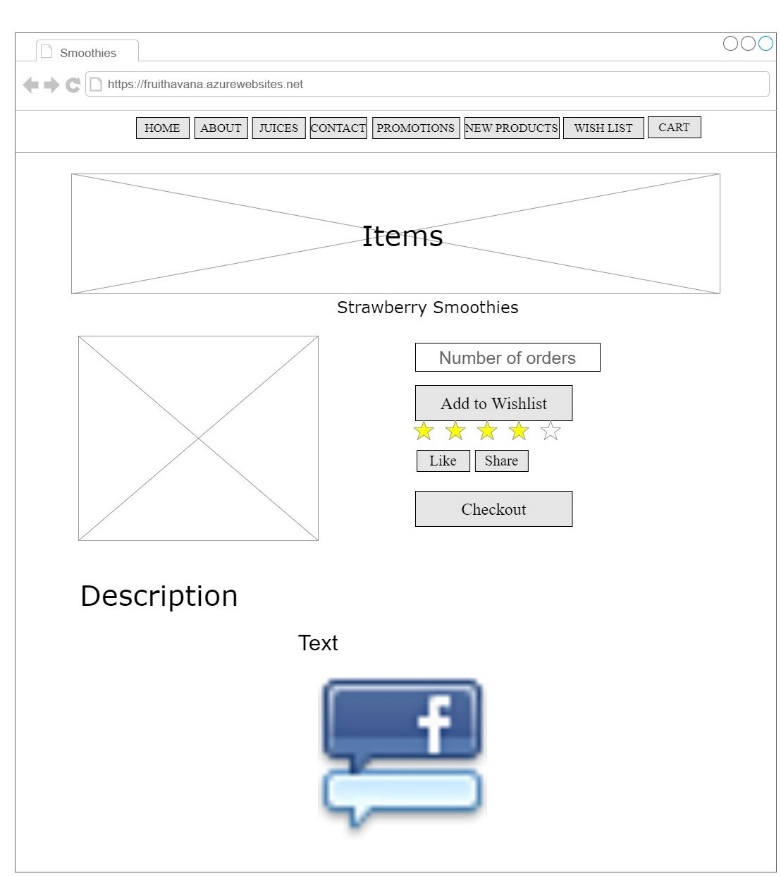 Smoothies
https://fruithavana.azurewebsites.net
HOME ABOUT JUICES CONTACT PROMOTIONS NEW PRODUCTS WISH LIST CART
Items
Strawberry Smoothies
Number of orders
Add to Wishlist
Like Share
Checkout
Description
Text
f